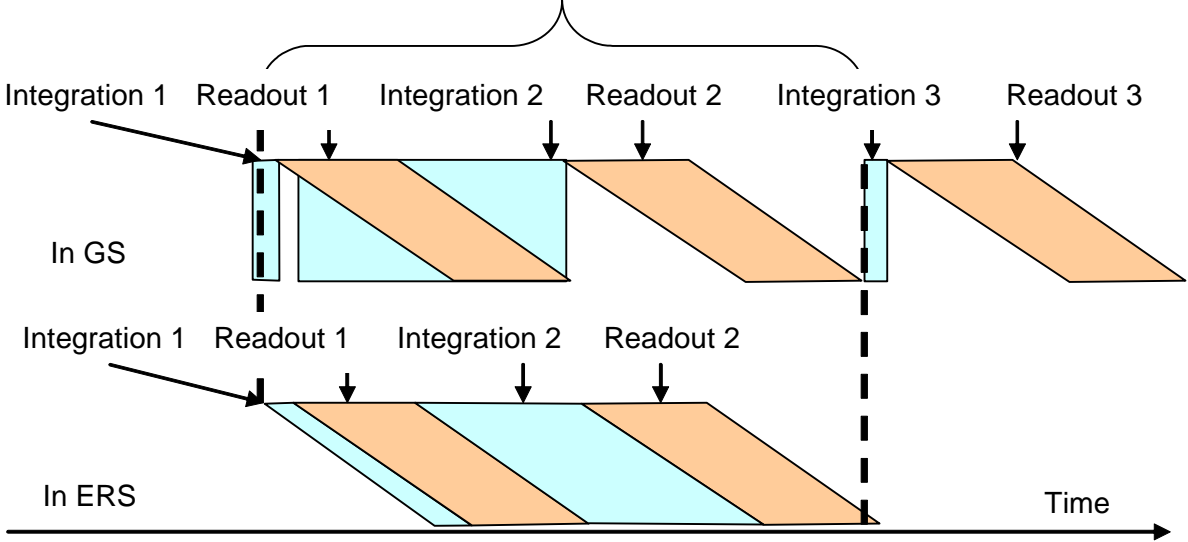 Integration 1 Readout 1 Integration 2 Readout 2 Integration 3 Readout 3
In GS
Integration 1 Readout 1 Integration 2 Readout 2
In ERS
Time